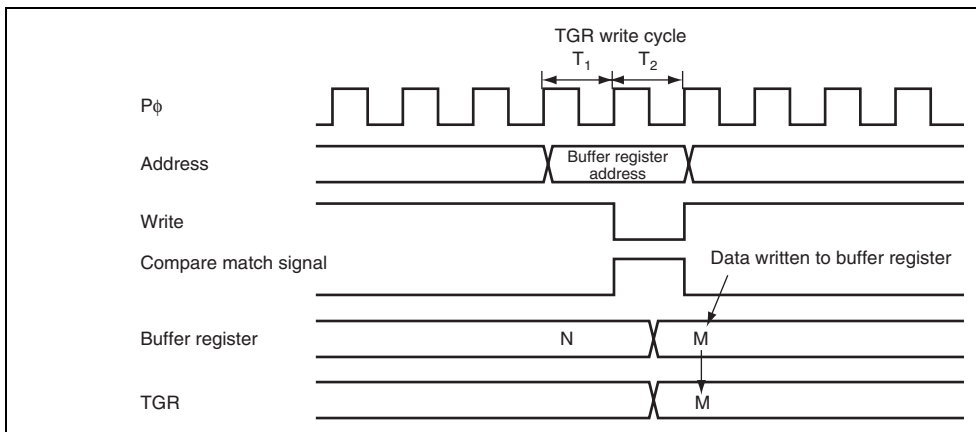 TGR write cycle
T1 T2
Pϕ
Address
Buffer register
address
Write
Compare match signal
Data written to buffer register
Buffer register
N
M
TGR
M